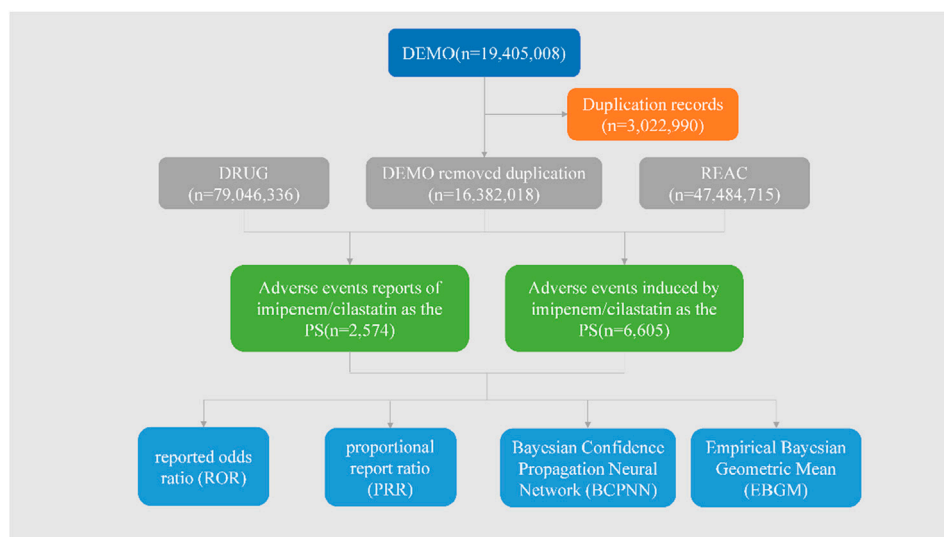 DEMO(n=19,405,008)
Duplication records
(n=3,022,990)
DRUG
(n=79,046,336)
DEMO removed duplication
(n=16,382,018)
REAC
(n=47,484,715)
Adverse events reports of
imipenem/cilastatin as the
PS(n=2,574)
Adverse events induced by
imipenem/cilastatin as the
PS(n=6,605)
reported odds
ratio (ROR)
proportional
report ratio
(PRR)
Bayesian Confidence
Propagation Neural
Network (BCPNN)
Empirical Bayesian
Geometric Mean
(EBGM)